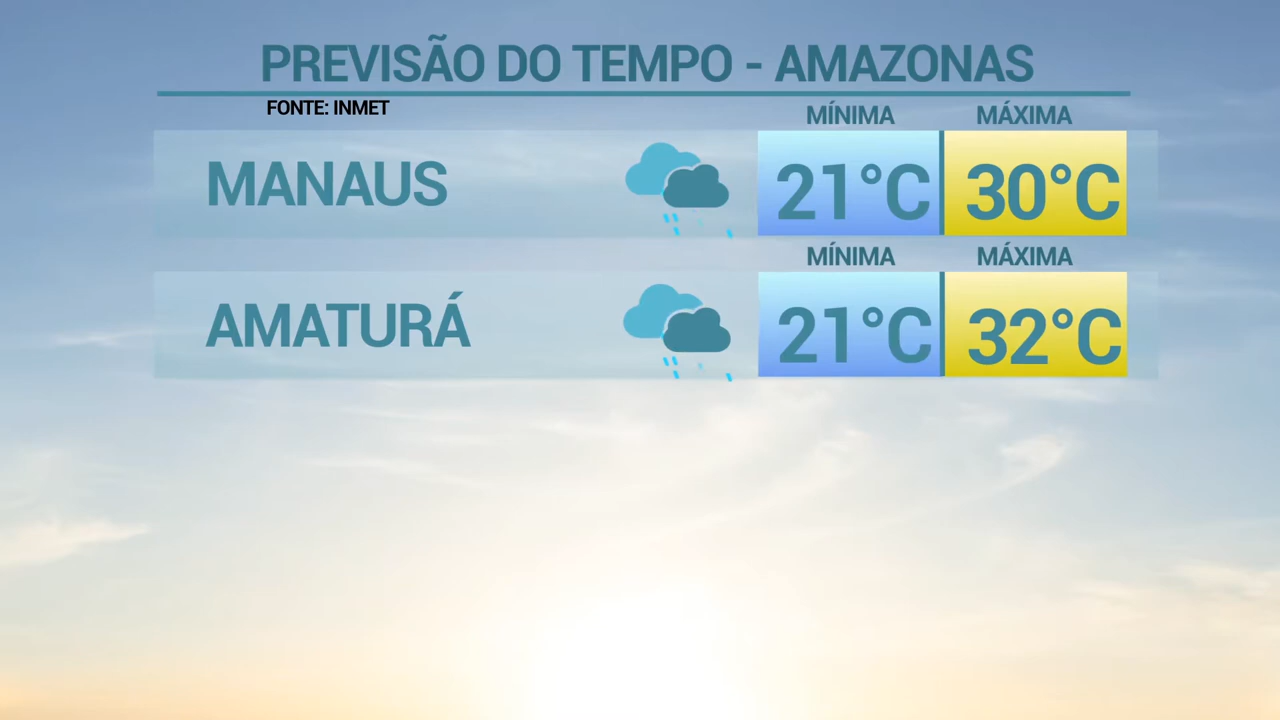 PREVISÃO DO TEMPO - AMAZONAS
FONTE: INMET
MÍNIMA MÁXIMA
MANAUS 21°C 30°C
MÍNIMA MÁXIMA
AMATURÁ 21°C 32°C